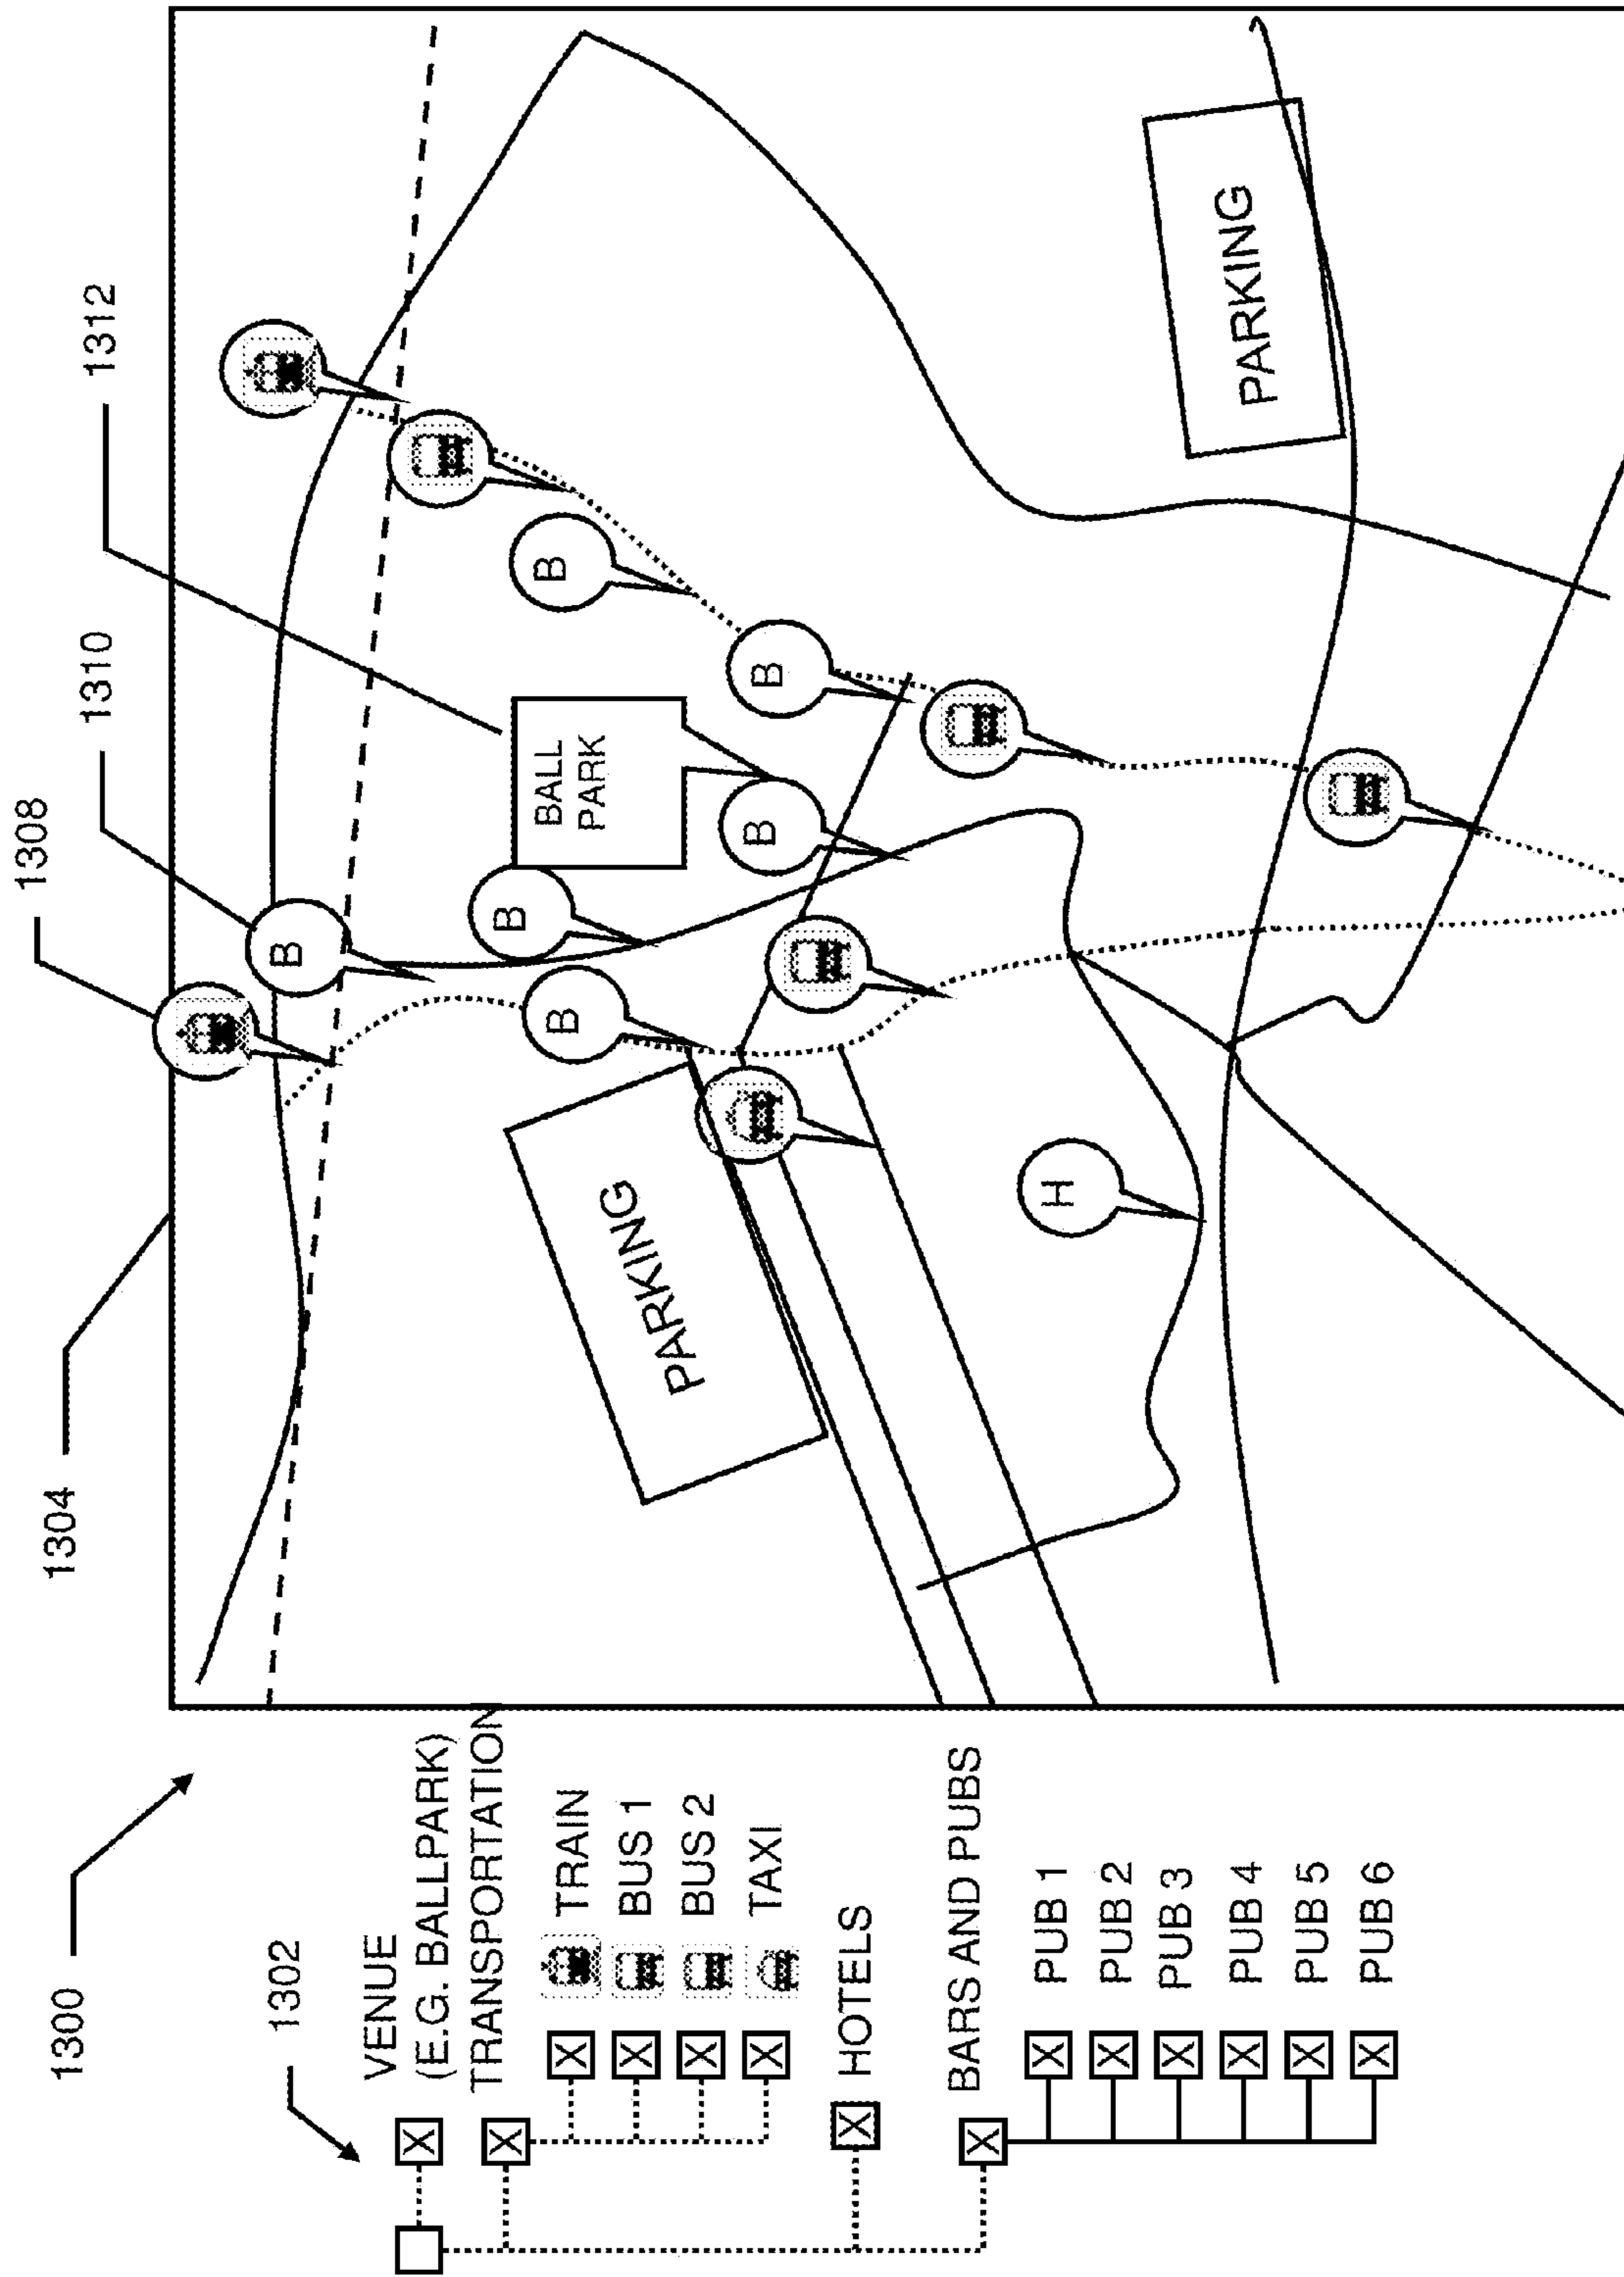 1300
1302
VENUE
(E.G. BALLPARK)
TRANSPORTATION
TRAIN
BUS 1
BUS 2
TAXI
HOTELS
BARS AND PUBS
PUB 1
PUB 2
PUB 3
PUB 4
PUB 5
PUB 6
1304
1308
1310
1312
B
B
B
B
B
B
BALL
PARK
PARKING
H
PARKING